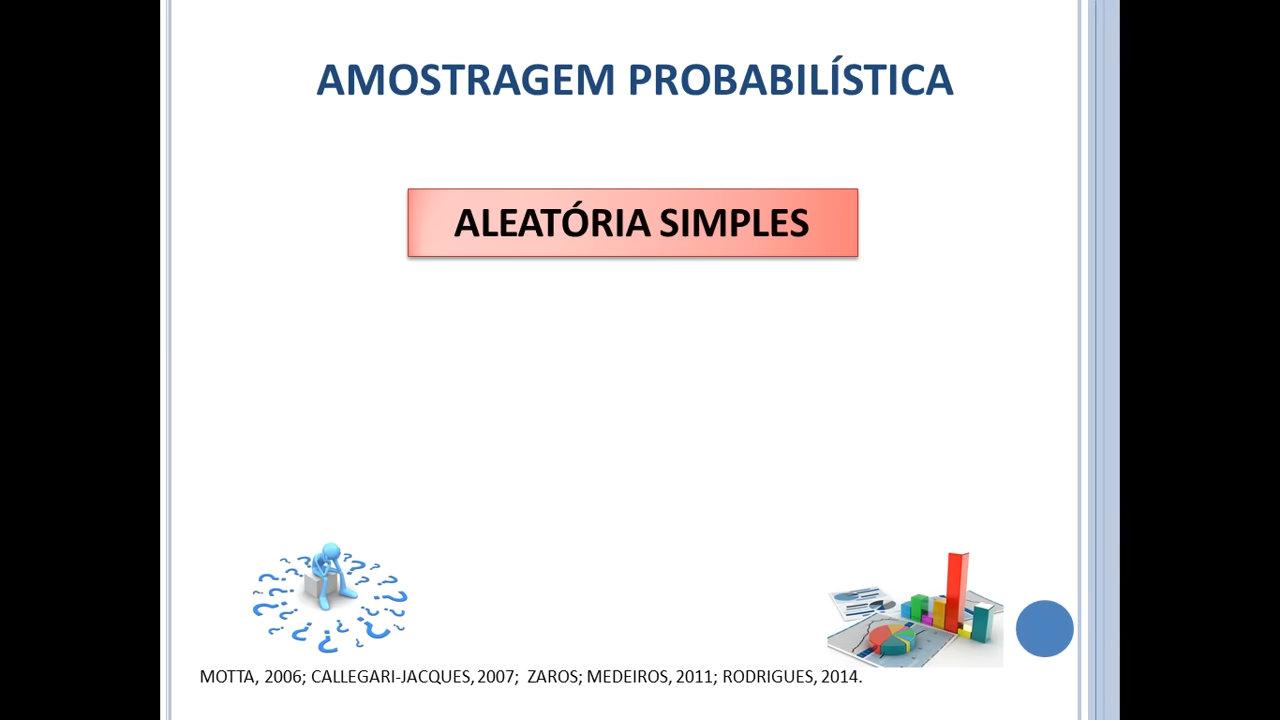 AMOSTRAGEM PROBABILÍSTICA
ALEATÓRIA SIMPLES
MOTTA, 2006; CALLEGARI-JACQUES, 2007; ZAROS; MEDEIROS, 2011; RODRIGUES, 2014.